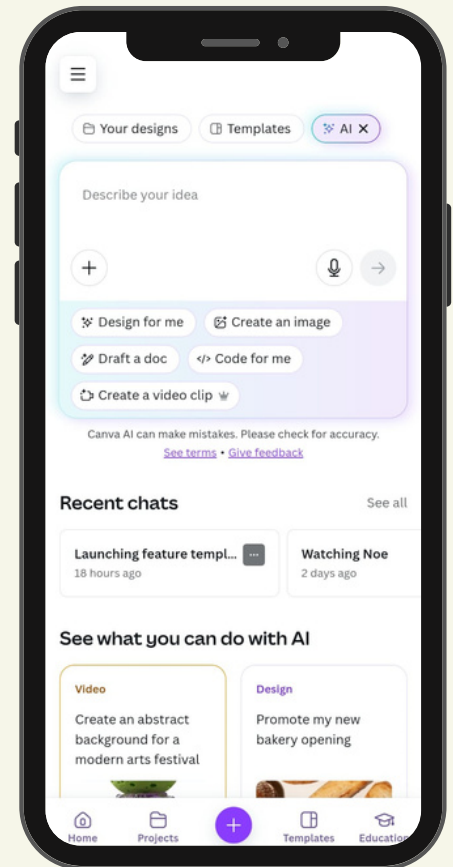 Your designs
Templates
AI
Describe your idea
Design for me
Create an image
Draft a doc
</> Code for me
Create a video clip
Canva AI can make mistakes. Please check for accuracy.
See terms • Give feedback
Recent chats
See all
Launching feature templ...
18 hours ago
Watching Noe
2 days ago
See what you can do with AI
Video
Create an abstract
background for a
modern arts festival
Design
Promote my new
bakery opening
Home
Projects
Templates
Education